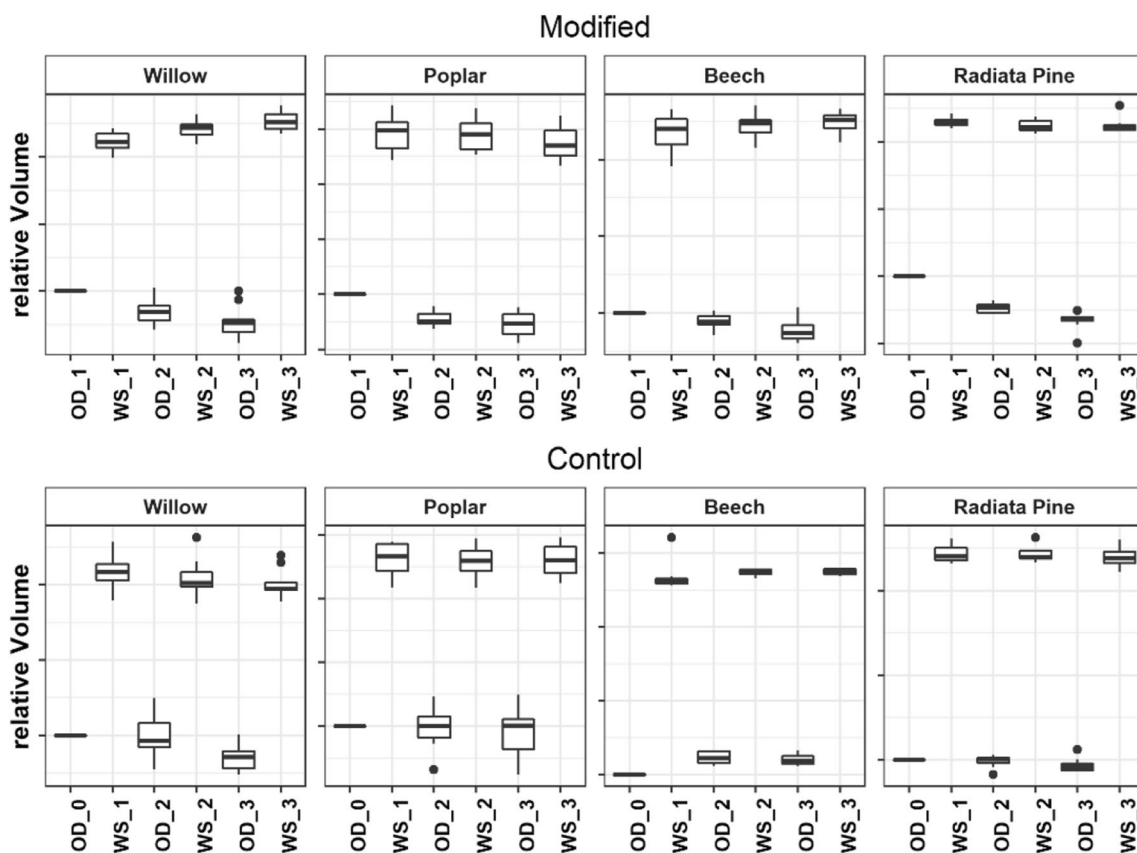 Modified
Willow Poplar Beech Radiata Pine
relative Volume
OD_1 WS_1 OD_2 WS_2 OD_3 WS_3 OD_1 WS_1 OD_2 WS_2 OD_3 WS_3 OD_1 WS_1 OD_2 WS_2 OD_3 WS_3 OD_1 WS_1 OD_2 WS_2 OD_3 WS_3
Control
Willow Poplar Beech Radiata Pine
relative Volume
OD_0 WS_1 OD_2 WS_2 OD_3 WS_3 OD_0 WS_1 OD_2 WS_2 OD_3 WS_3 OD_0 WS_1 OD_2 WS_2 OD_3 WS_3 OD_0 WS_1 OD_2 WS_2 OD_3 WS_3